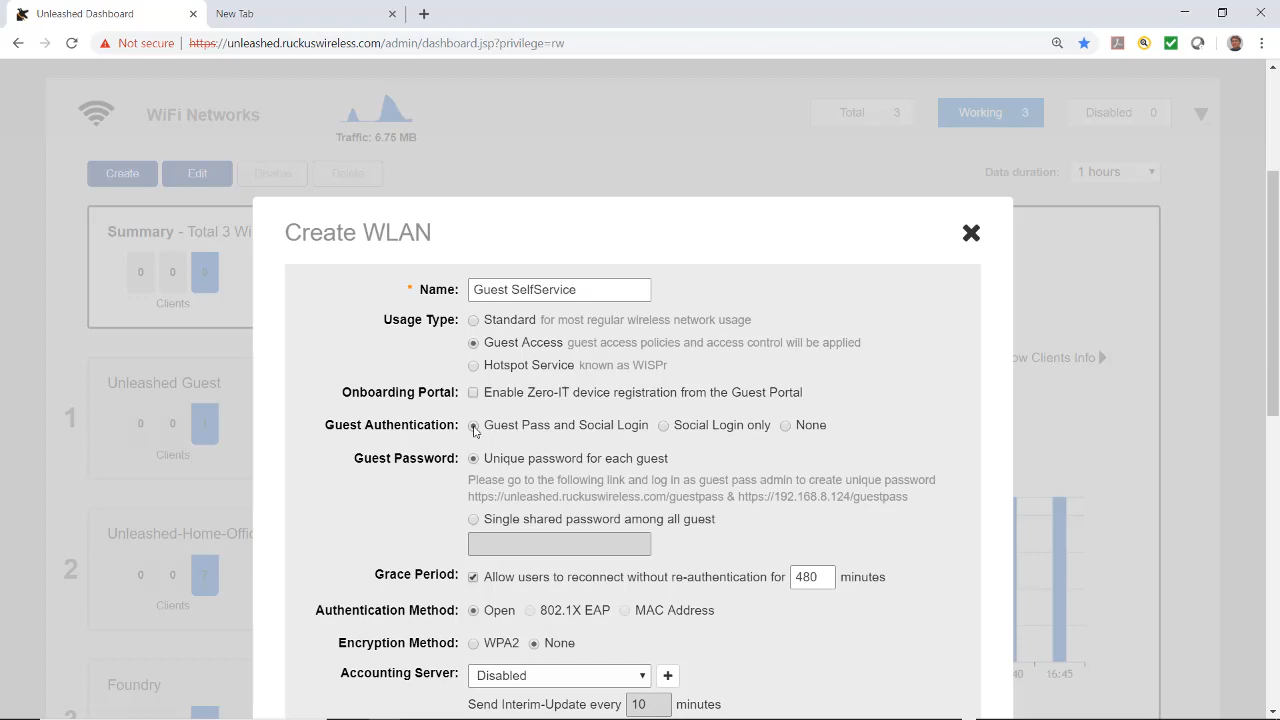 Unleashed Dashboard
New Tab
Not secure https://unleashed.ruckuswireless.com/admin/dashboard.jsp?privilege=rw
WiFi Networks
Traffic: 6.75 MB
Total 3
Working 3
Disabled 0
Create
Edit
Disable
Delete
Data duration: 1 hours
Summary - Total 3 Wi
0 0 8
Clients
Create WLAN
* Name: Guest SelfService
Usage Type: Standard for most regular wireless network usage
Guest Access guest access policies and access control will be applied
Hotspot Service known as WISPr
Onboarding Portal: Enable Zero-IT device registration from the Guest Portal
Guest Authentication: Guest Pass and Social Login Social Login only None
Guest Password: Unique password for each guest
Please go to the following link and log in as guest pass admin to create unique password
https://unleashed.ruckuswireless.com/guestpass & https://192.168.8.124/guestpass
Single shared password among all guest
Grace Period: Allow users to reconnect without re-authentication for 480 minutes
Authentication Method: Open 802.1X EAP MAC Address
Encryption Method: WPA2 None
Accounting Server: Disabled
Send Interim-Update every 10 minutes
1
Unleashed Guest
0 0 1
Clients
2
Unleashed-Home-Offic
0 0 7
Clients
Foundry
ow Clients Info
40
16:45